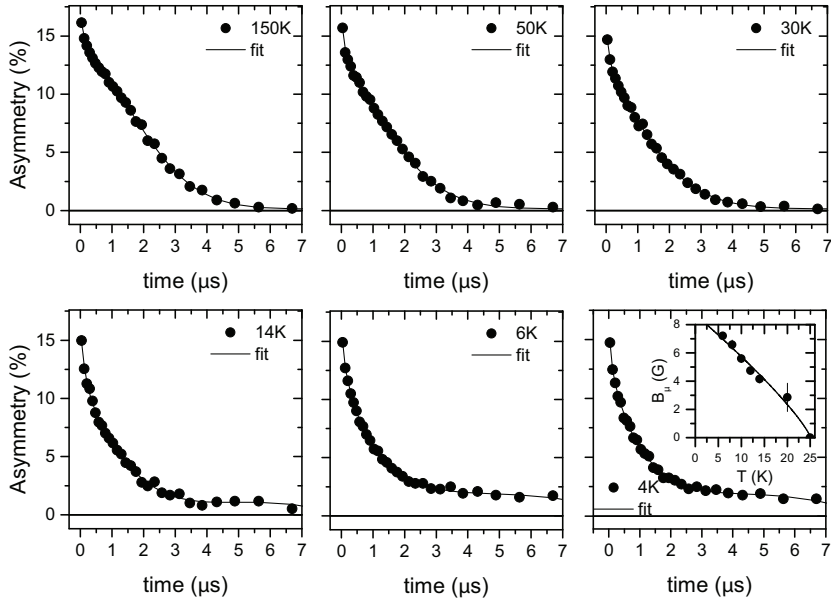 150K
fit
15
10
5
0
Asymmetry (%)
0 1 2 3 4 5 6 7
time (μs)
50K
fit
0 1 2 3 4 5 6 7
time (μs)
30K
fit
0 1 2 3 4 5 6 7
time (μs)
14K
fit
15
10
5
0
Asymmetry (%)
0 1 2 3 4 5 6 7
time (μs)
6K
fit
0 1 2 3 4 5 6 7
time (μs)
8
6
4
2
0
Bμ (G)
0 5 10 15 20 25
T (K)
4K
fit
0 1 2 3 4 5 6 7
time (μs)